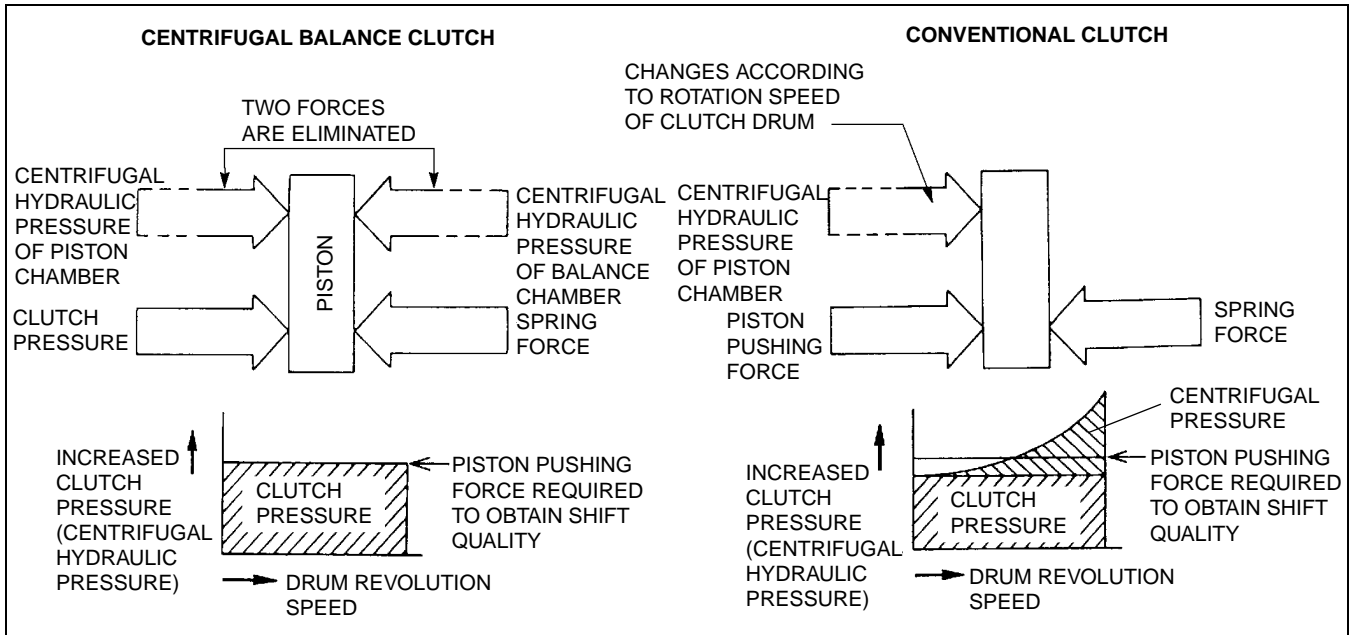 CENTRIFUGAL BALANCE CLUTCH
TWO FORCES
ARE ELIMINATED
CENTRIFUGAL
HYDRAULIC
PRESSURE
OF PISTON
CHAMBER
CLUTCH
PRESSURE
PISTON
CENTRIFUGAL
HYDRAULIC
PRESSURE
OF BALANCE
CHAMBER
SPRING
FORCE
INCREASED
CLUTCH
PRESSURE
(CENTRIFUGAL
HYDRAULIC
PRESSURE)
CLUTCH
PRESSURE
PISTON PUSHING
FORCE REQUIRED
TO OBTAIN SHIFT
QUALITY
DRUM REVOLUTION
SPEED
CONVENTIONAL CLUTCH
CHANGES ACCORDING
TO ROTATION SPEED
OF CLUTCH DRUM
CENTRIFUGAL
HYDRAULIC
PRESSURE
OF PISTON
CHAMBER
PISTON
PUSHING
FORCE
SPRING
FORCE
CENTRIFUGAL
PRESSURE
INCREASED
CLUTCH
PRESSURE
(CENTRIFUGAL
HYDRAULIC
PRESSURE)
CLUTCH
PRESSURE
PISTON PUSHING
FORCE REQUIRED
TO OBTAIN SHIFT
QUALITY
DRUM REVOLUTION
SPEED